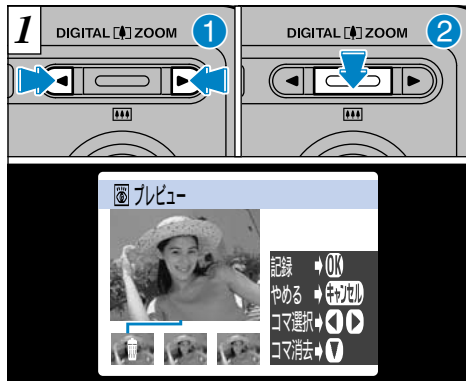 1
DIGITAL [▲] ZOOM 1
DIGITAL [▲] ZOOM 2
プレビュー
記録 ➡ OK
やめる ➡ キャンセル
コマ選択➡◀ ▶
コマ消去➡▼